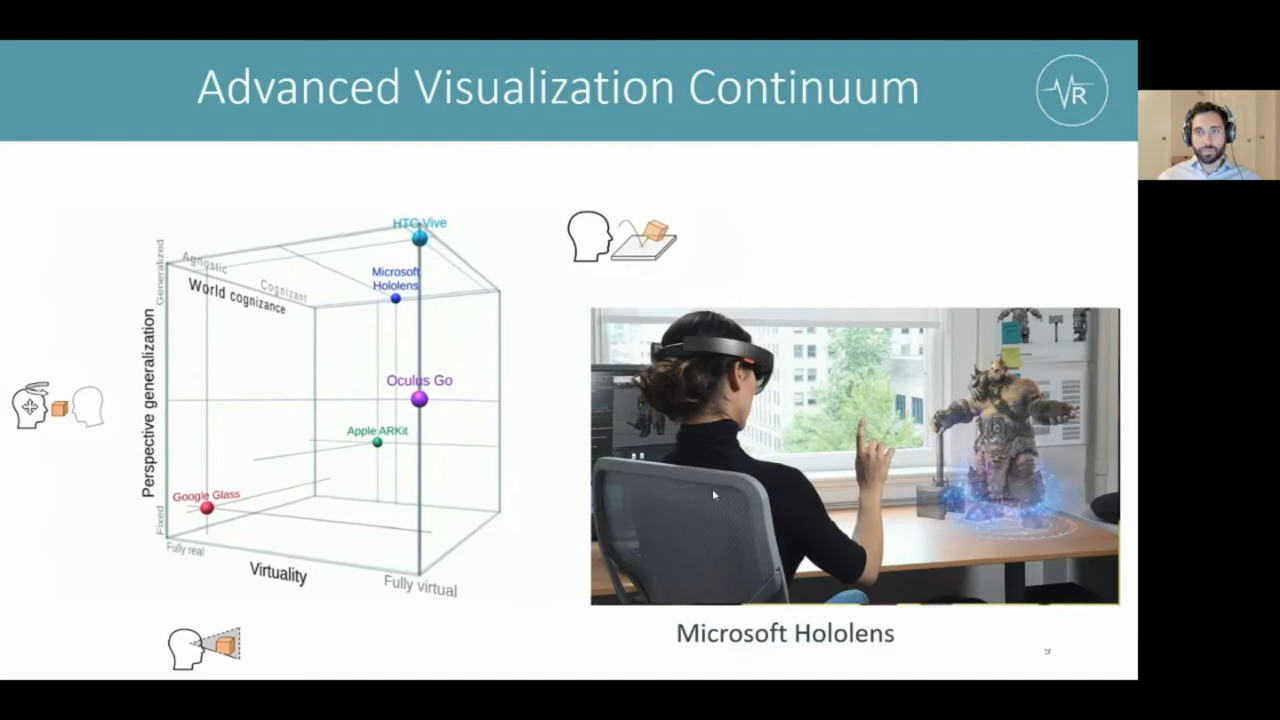 Advanced Visualization Continuum
R
HTC Vive
Generalized
Agnostic
Cognizant
World cognizance
Microsoft
Hololens
Perspective generalization
Oculus Go
Apple ARKit
Google Glass
Fixed
Fully real
Virtuality
Fully virtual
Microsoft Hololens
9